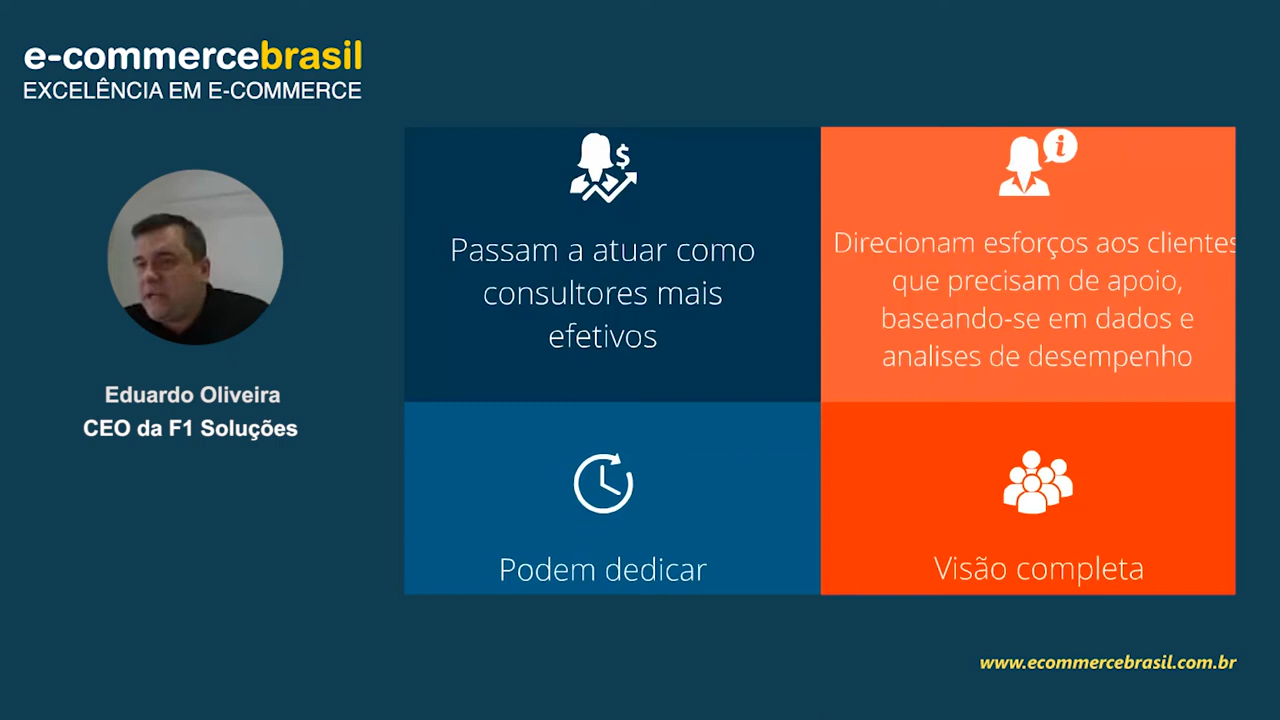 e-commercebrasil
EXCELÊNCIA EM E-COMMERCE
Eduardo Oliveira
CEO da F1 Soluções
$
Passam a atuar como
consultores mais
efetivos
i
Direcionam esforços aos clientes
que precisam de apoio,
baseando-se em dados e
analises de desempenho
Podem dedicar
Visão completa
www.ecommercebrasil.com.br